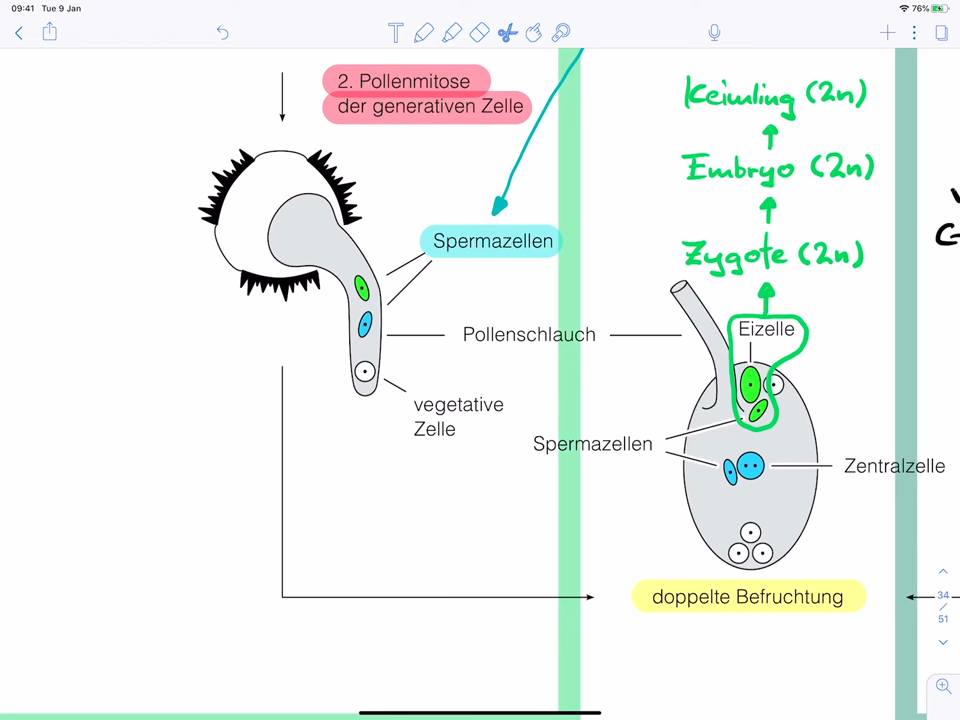 09:41 Tue 9 Jan
76%
2. Pollenmitose
der generativen Zelle
Keimling (2n)
Embryo (2n)
Zygote (2n)
Spermazellen
Eizelle
Pollenschlauch
vegetative
Zelle
Spermazellen
Zentralzelle
doppelte Befruchtung
34
/
51